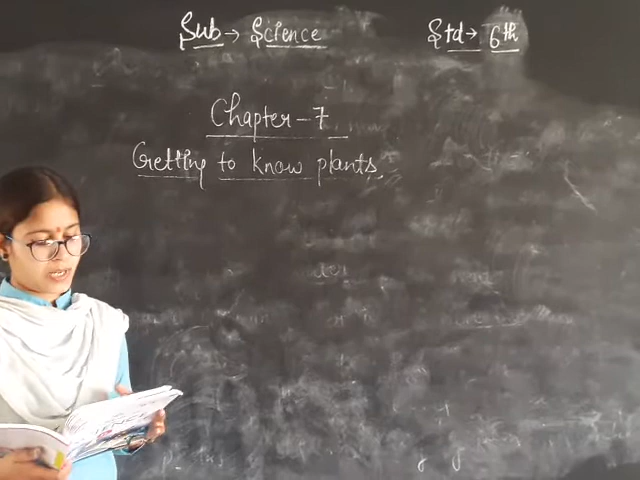 Sub→ Science Std→ 6th
Chapter-7
Getting to know plants.